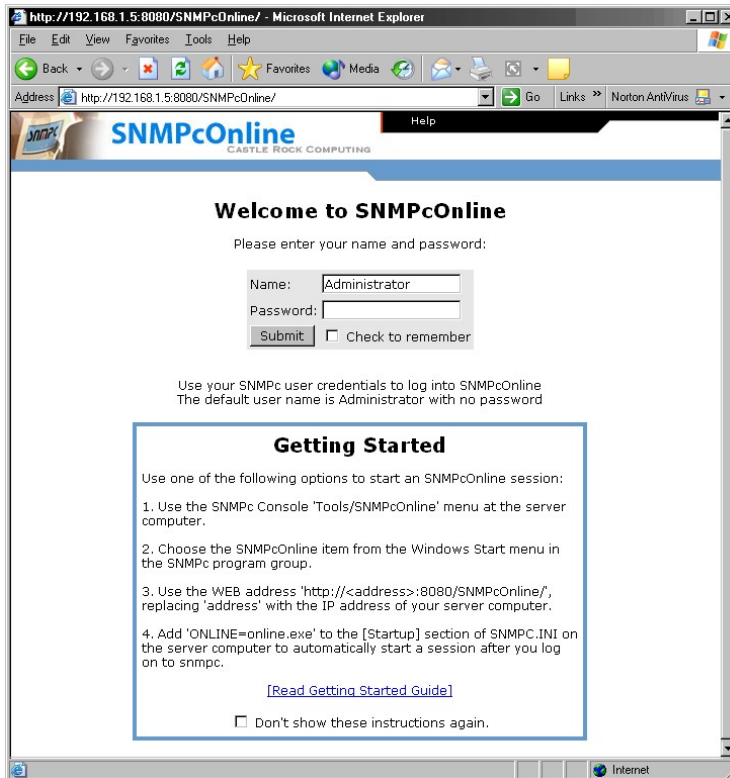 http://192.168.1.5:8080/SNMPcOnline/ - Microsoft Internet Explorer
File Edit View Favorites Tools Help
Back Favorites Media
Address http://192.168.1.5:8080/SNMPcOnline/ Go Links » Norton AntiVirus
snmpc SNMPcOnline Help
CASTLE ROCK COMPUTING
Welcome to SNMPcOnline
Please enter your name and password:
Name: Administrator
Password:
Submit Check to remember
Use your SNMPc user credentials to log into SNMPcOnline
The default user name is Administrator with no password
Getting Started
Use one of the following options to start an SNMPcOnline session:
1. Use the SNMPc Console 'Tools/SNMPcOnline' menu at the server
computer.
2. Choose the SNMPcOnline item from the Windows Start menu in
the SNMPc program group.
3. Use the WEB address 'http://<address>:8080/SNMPcOnline/',
replacing 'address' with the IP address of your server computer.
4. Add 'ONLINE=online.exe' to the [Startup] section of SNMPC.INI on
the server computer to automatically start a session after you log
on to snmpc.
[Read Getting Started Guide]
Don't show these instructions again.
Internet